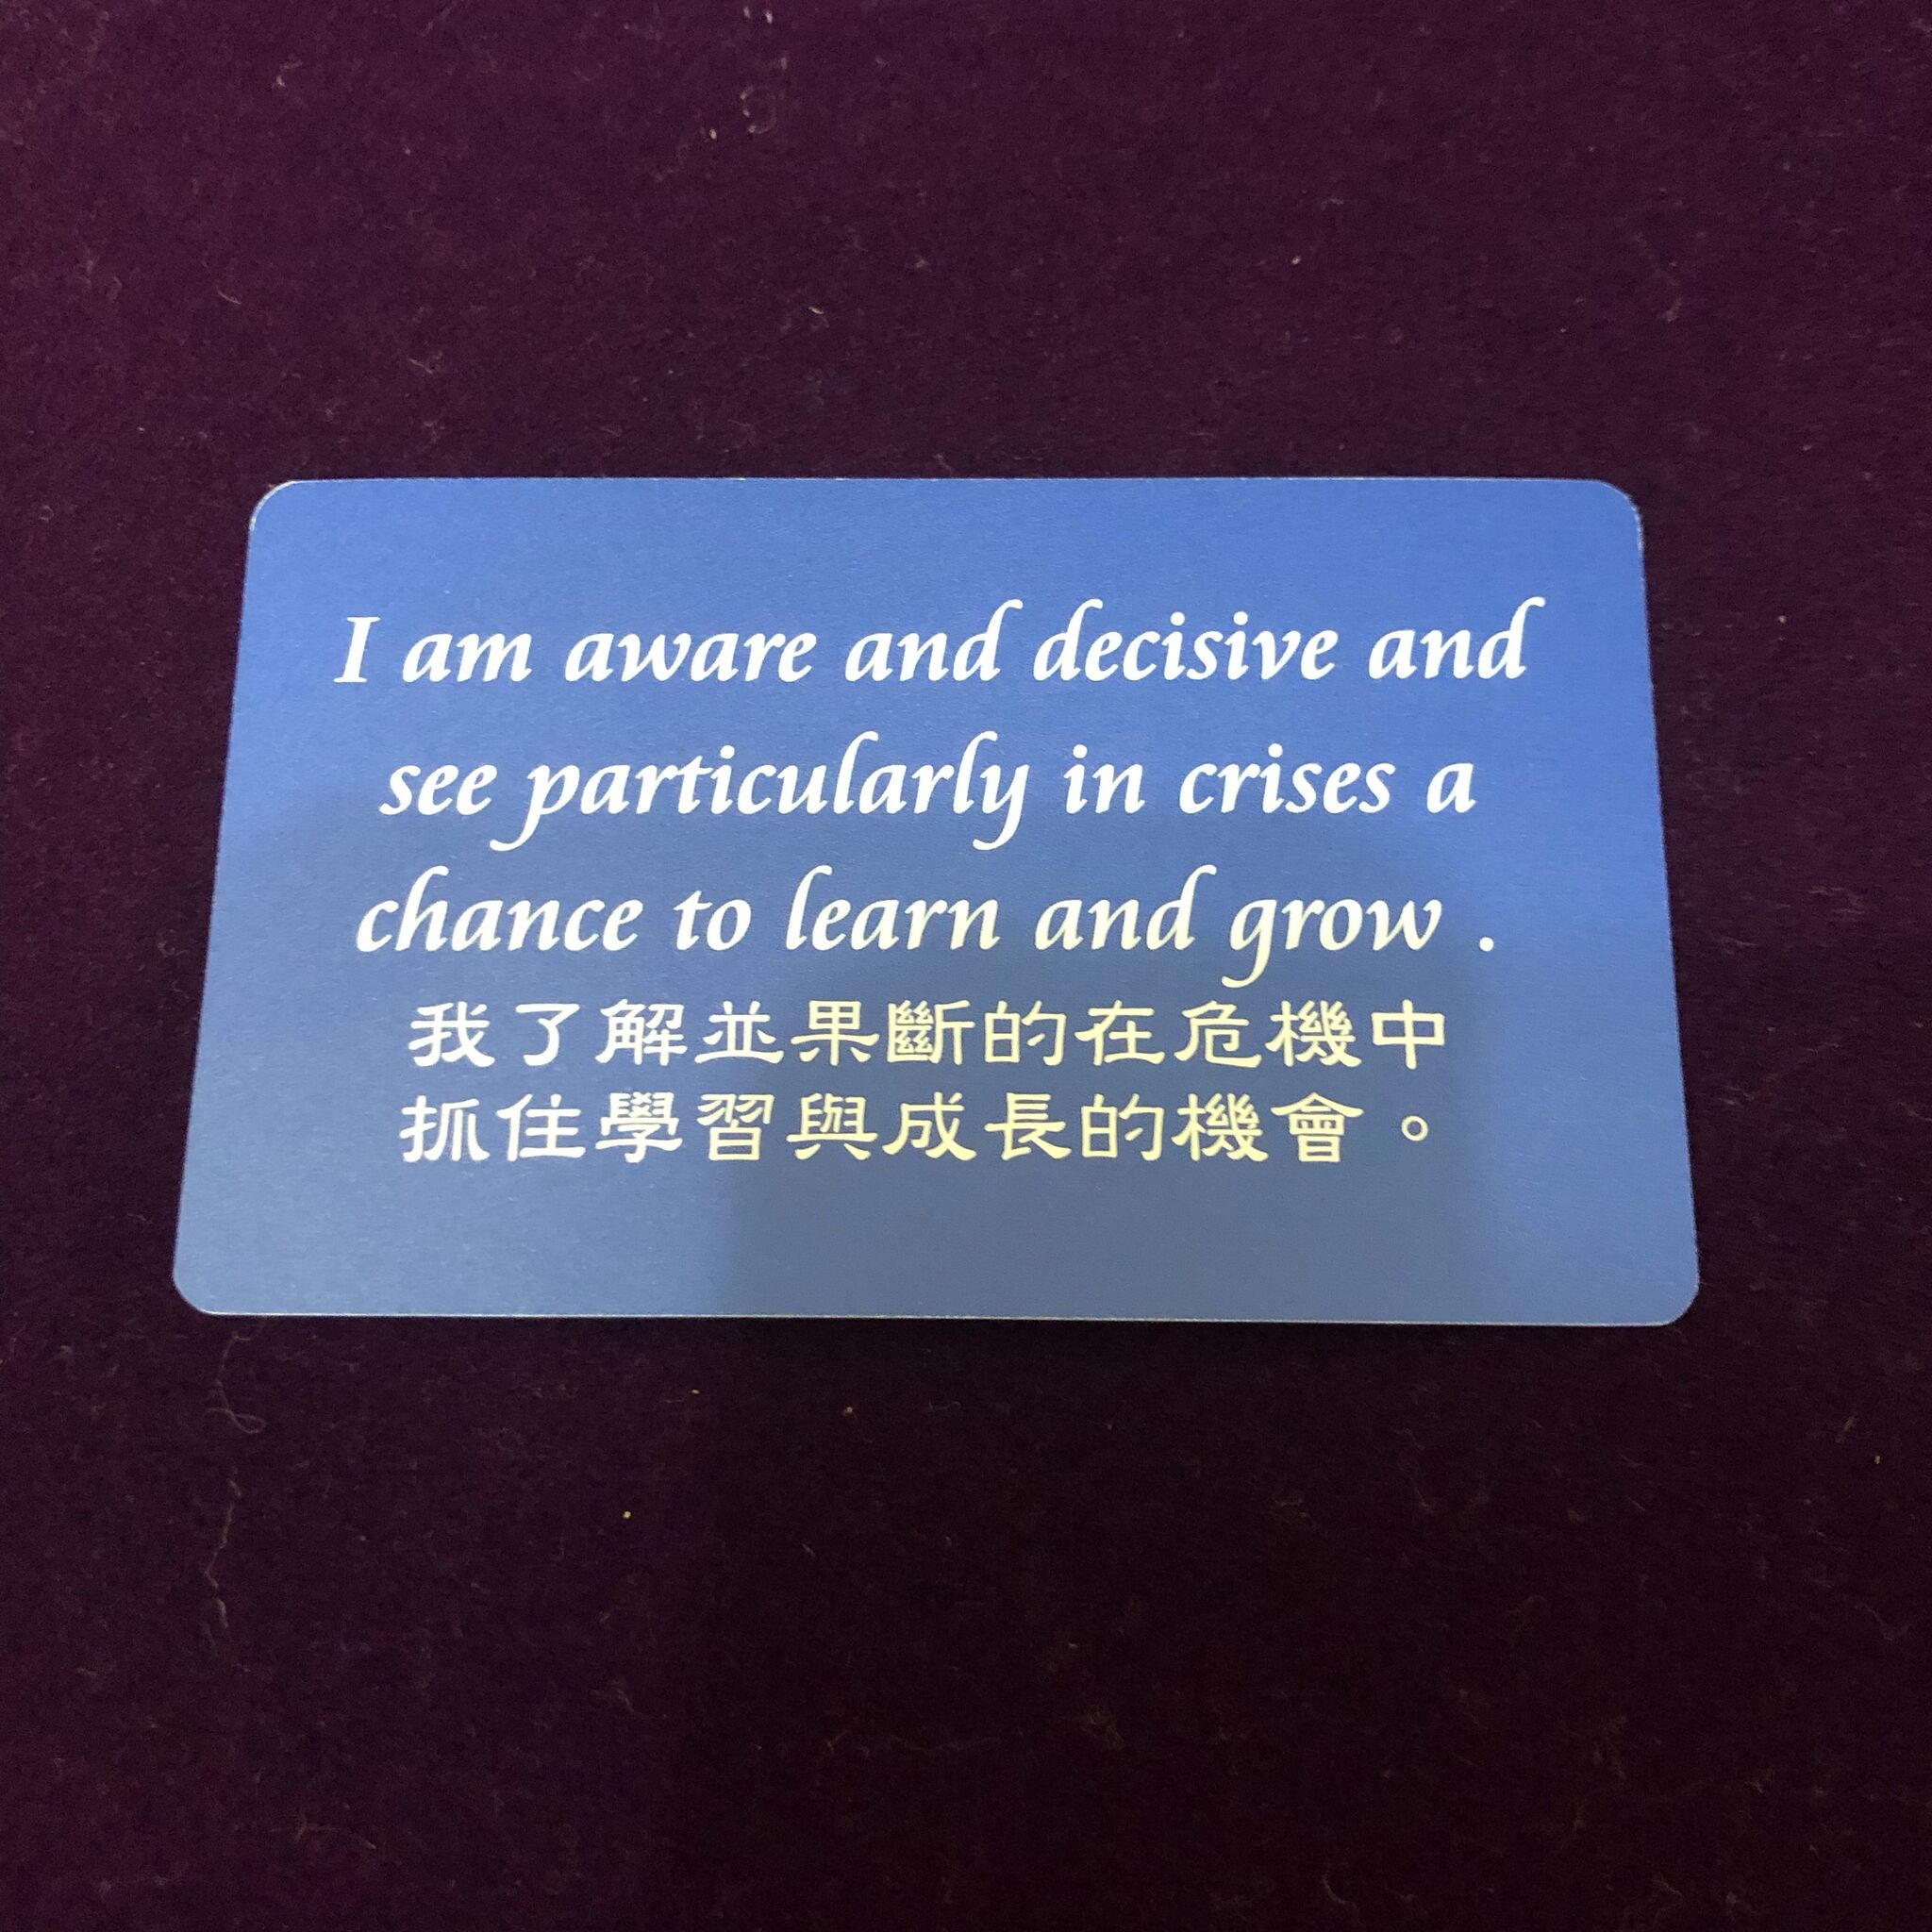 I am aware and decisive and
see particularly in crises a
chance to learn and grow .
我了解並果斷的在危機中
抓住學習與成長的機會。